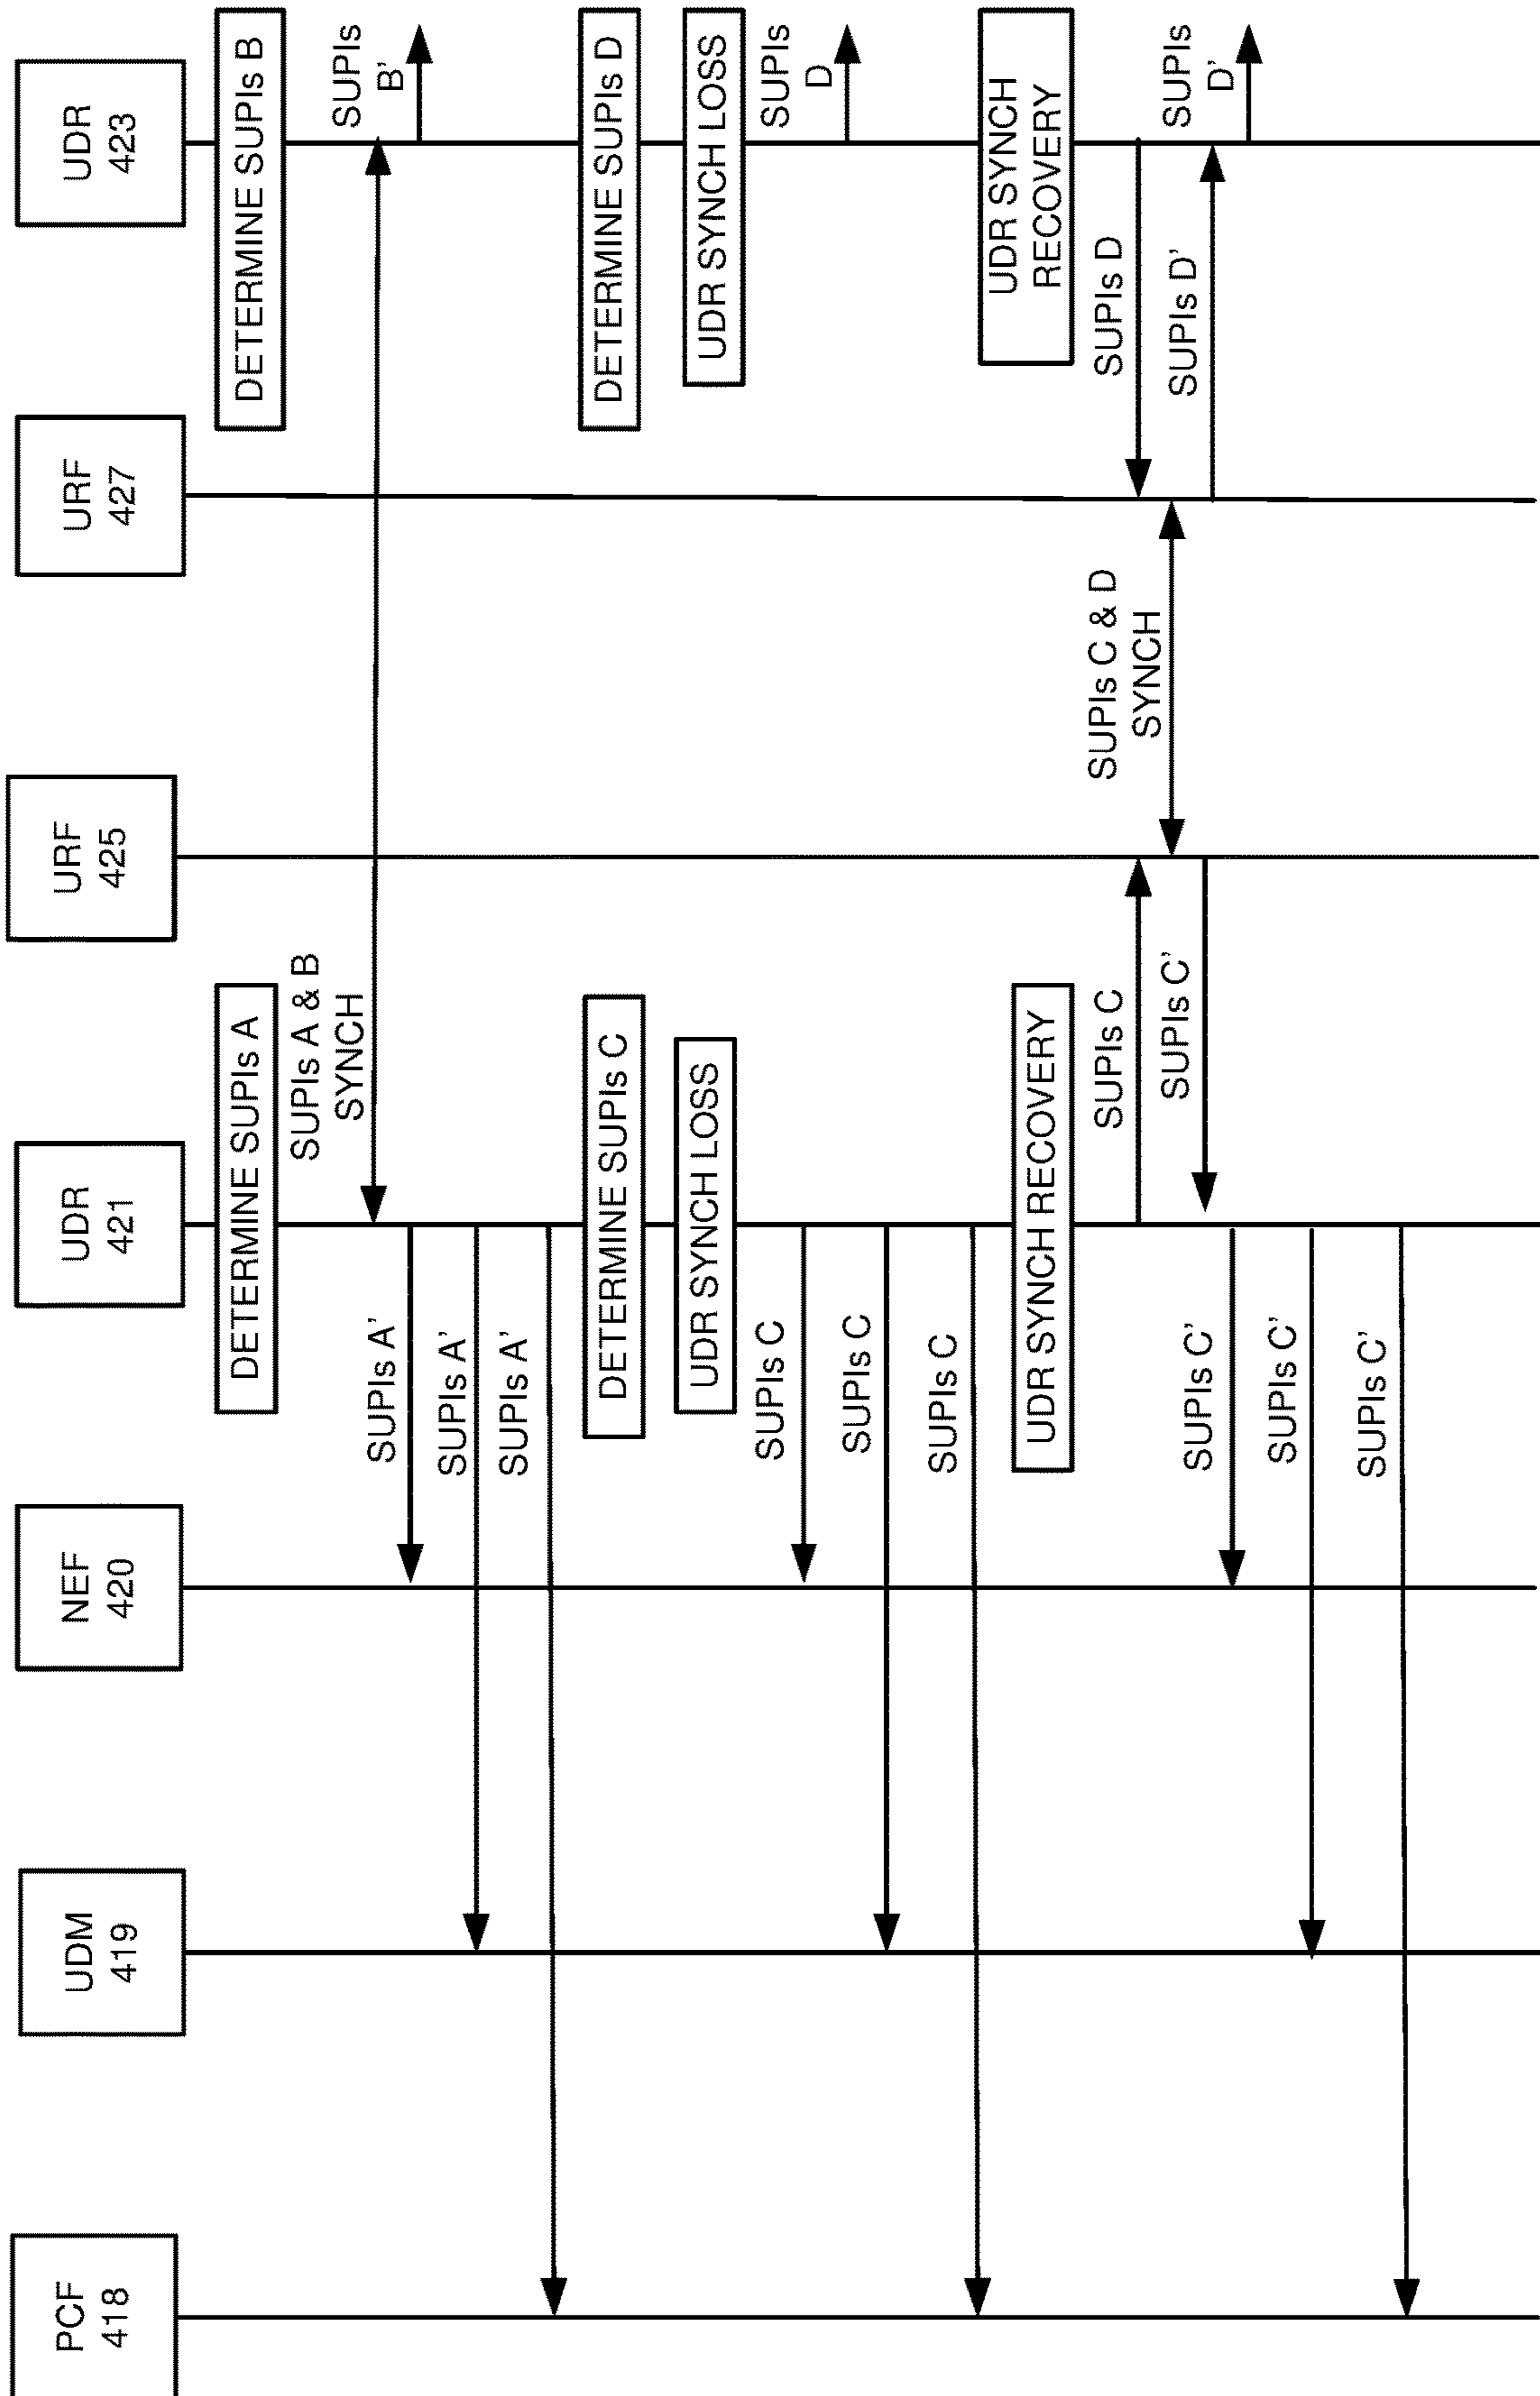 PCF
418
UDM
419
NEF
420
UDR
421
URF
425
URF
427
UDR
423
DETERMINE SUPIs A
DETERMINE SUPIs B
SUPIs A & B
SYNCH
SUPIs
B'
SUPIs A'
SUPIs A'
SUPIs A'
DETERMINE SUPIs C
DETERMINE SUPIs D
UDR SYNCH LOSS
UDR SYNCH LOSS
SUPIs C
SUPIs
D
SUPIs C
SUPIs C
UDR SYNCH RECOVERY
UDR SYNCH
RECOVERY
SUPIs C
SUPIs C & D
SYNCH
SUPIs D
SUPIs C'
SUPIs D'
SUPIs
D'
SUPIs C'
SUPIs C'
SUPIs C'